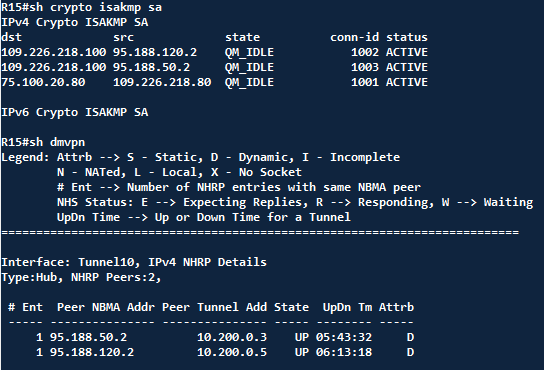 R15#sh crypto isakmp sa
IPv4 Crypto ISAKMP SA
dst             src             state          conn-id status
109.226.218.100 95.188.120.2    QM_IDLE           1002 ACTIVE
109.226.218.100 95.188.50.2     QM_IDLE           1003 ACTIVE
75.100.20.80    109.226.218.80  QM_IDLE           1001 ACTIVE

IPv6 Crypto ISAKMP SA

R15#sh dmvpn
Legend: Attrb --> S - Static, D - Dynamic, I - Incomplete
        N - NATed, L - Local, X - No Socket
        # Ent --> Number of NHRP entries with same NBMA peer
        NHS Status: E --> Expecting Replies, R --> Responding, W --> Waiting
        UpDn Time --> Up or Down Time for a Tunnel
==========================================================================

Interface: Tunnel10, IPv4 NHRP Details
Type:Hub, NHRP Peers:2,

 # Ent  Peer NBMA Addr Peer Tunnel Add State  UpDn Tm Attrb
 ----- --------------- --------------- ----- -------- -----
     1 95.188.50.2          10.200.0.3    UP 05:43:32     D
     1 95.188.120.2         10.200.0.5    UP 06:13:18     D